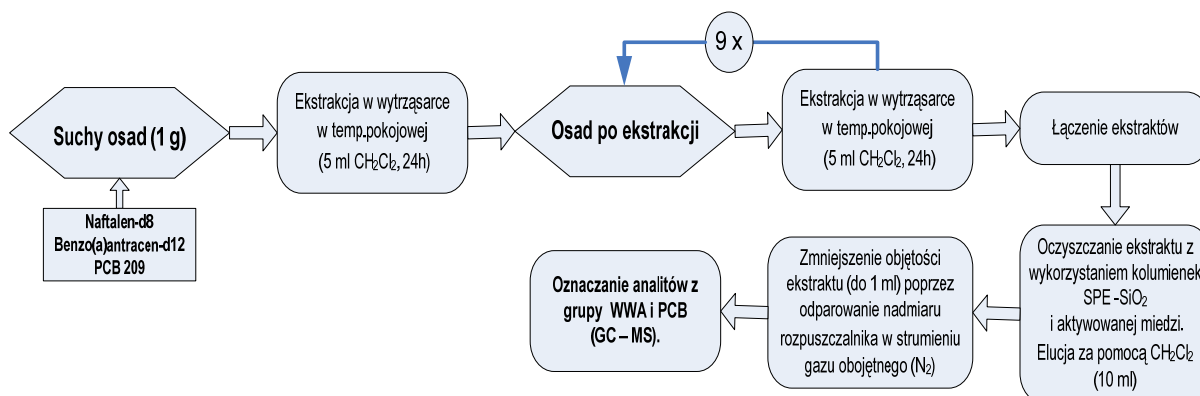 9 x
Suchy osad (1 g)
Naftalen-d8
Benzo(a)antracen-d12
PCB 209
Ekstrakcja w wytrząsarce
w temp.pokojowej
(5 ml CH₂Cl₂, 24h)
Osad po ekstrakcji
Ekstrakcja w wytrząsarce
w temp.pokojowej
(5 ml CH₂Cl₂, 24h)
Łączenie ekstraktów
Oczyszczanie ekstraktu z
wykorzystaniem kolumienek
SPE -SiO₂
i aktywowanej miedzi.
Elucja za pomocą CH₂Cl₂
(10 ml)
Zmniejszenie objętości
ekstraktu (do 1 ml) poprzez
odparowanie nadmiaru
rozpuszczalnika w strumieniu
gazu obojętnego (N₂)
Oznaczanie analitów z
grupy WWA i PCB
(GC – MS).